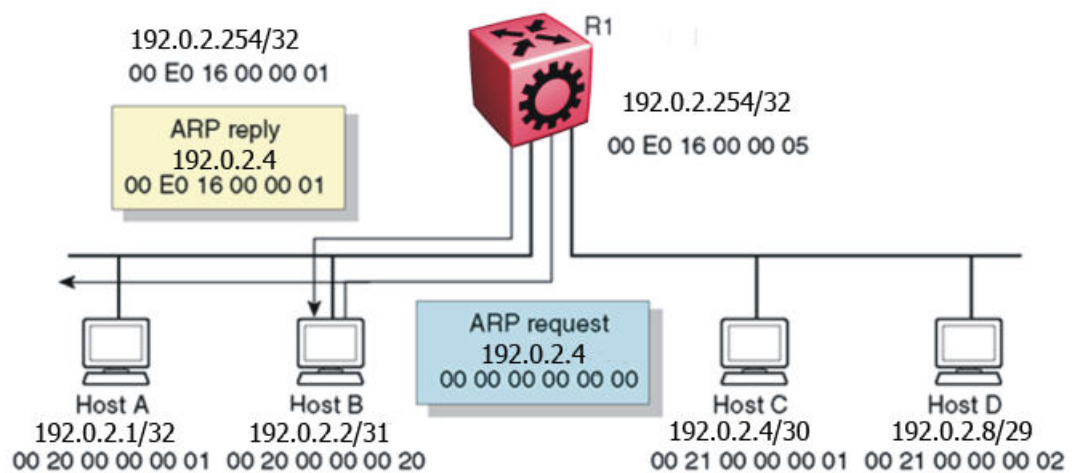 R1
192.0.2.254/32
00 E0 16 00 00 01
192.0.2.254/32
00 E0 16 00 00 05
ARP reply
192.0.2.4
00 E0 16 00 00 01
ARP request
192.0.2.4
00 00 00 00 00 00
Host A
192.0.2.1/32
00 20 00 00 00 01
Host B
192.0.2.2/31
00 20 00 00 00 20
Host C
192.0.2.4/30
00 21 00 00 00 01
Host D
192.0.2.8/29
00 21 00 00 00 02